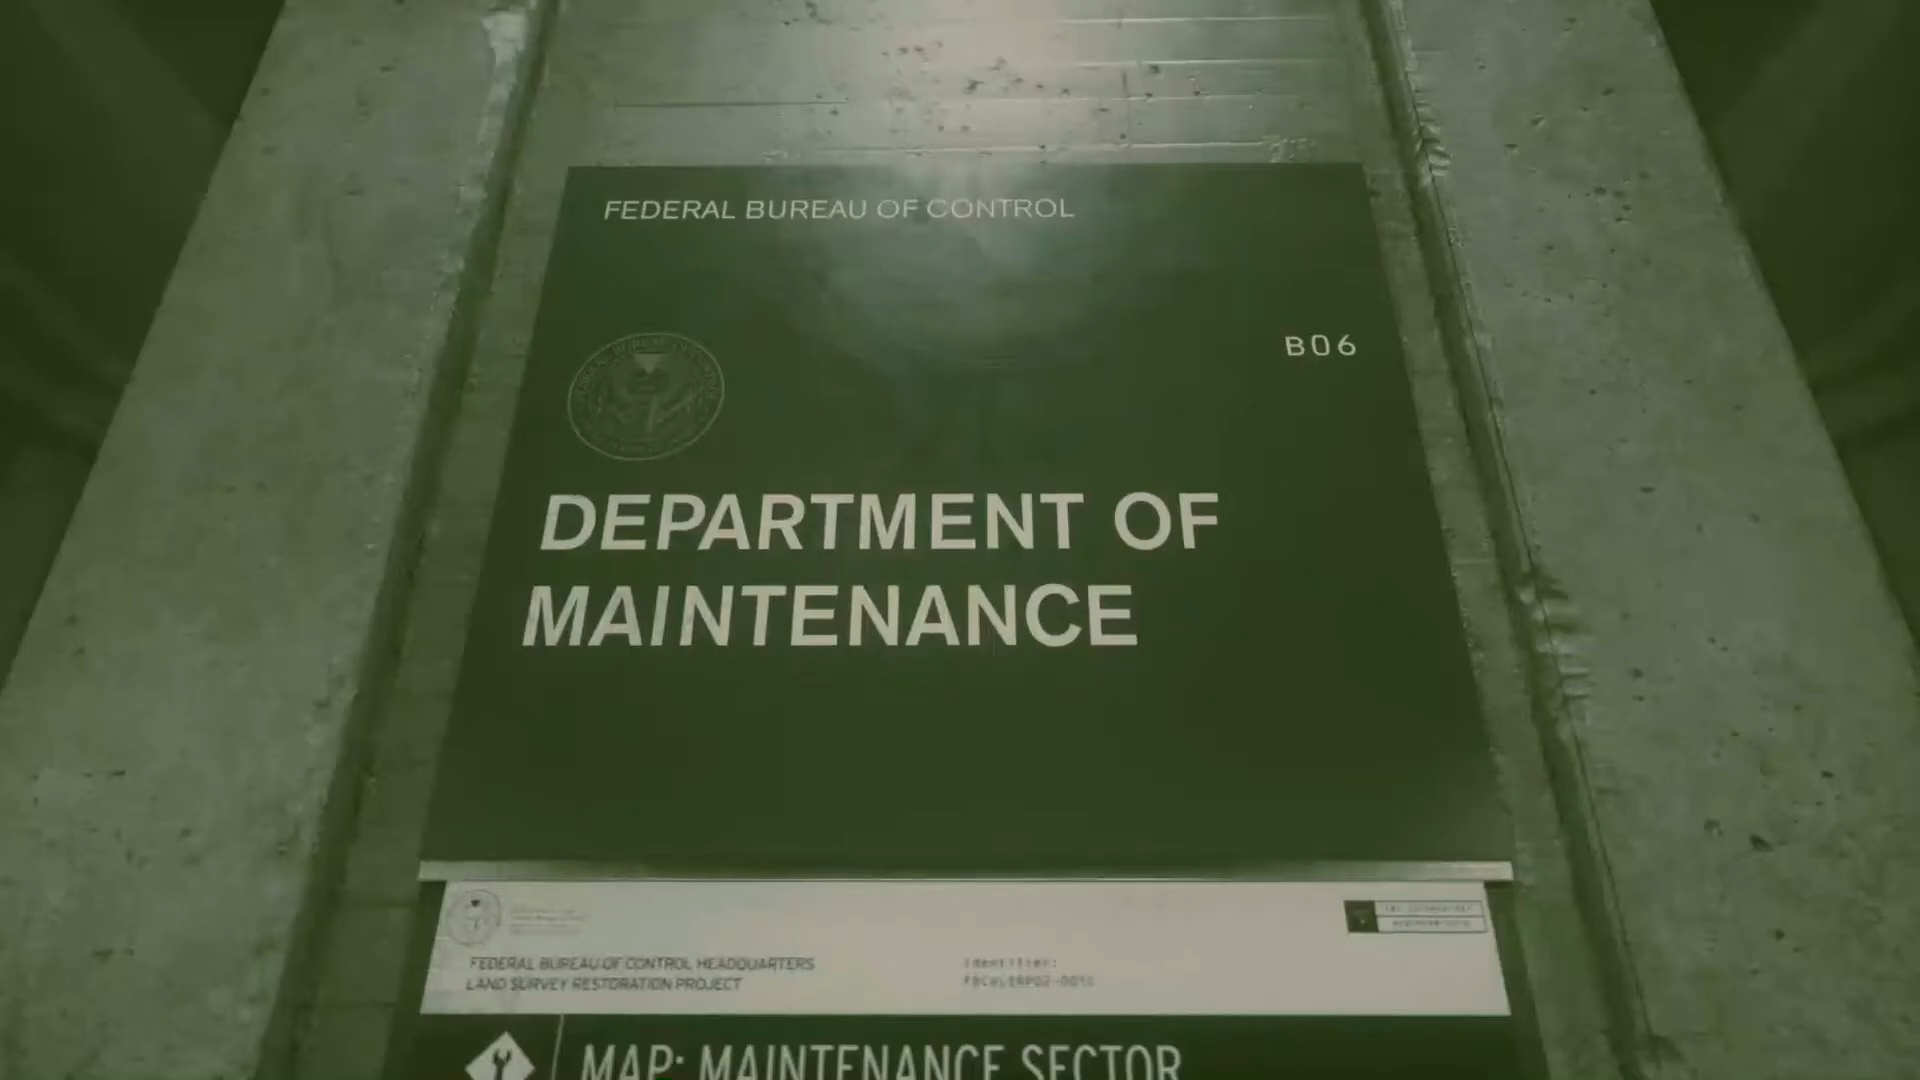 FEDERAL BUREAU OF CONTROL
B06
DEPARTMENT OF
MAINTENANCE
FEDERAL BUREAU OF CONTROL HEADQUARTERS
LAND SURVEY RESTORATION PROJECT
Identifier:
MAP: MAINTENANCE SECTOR